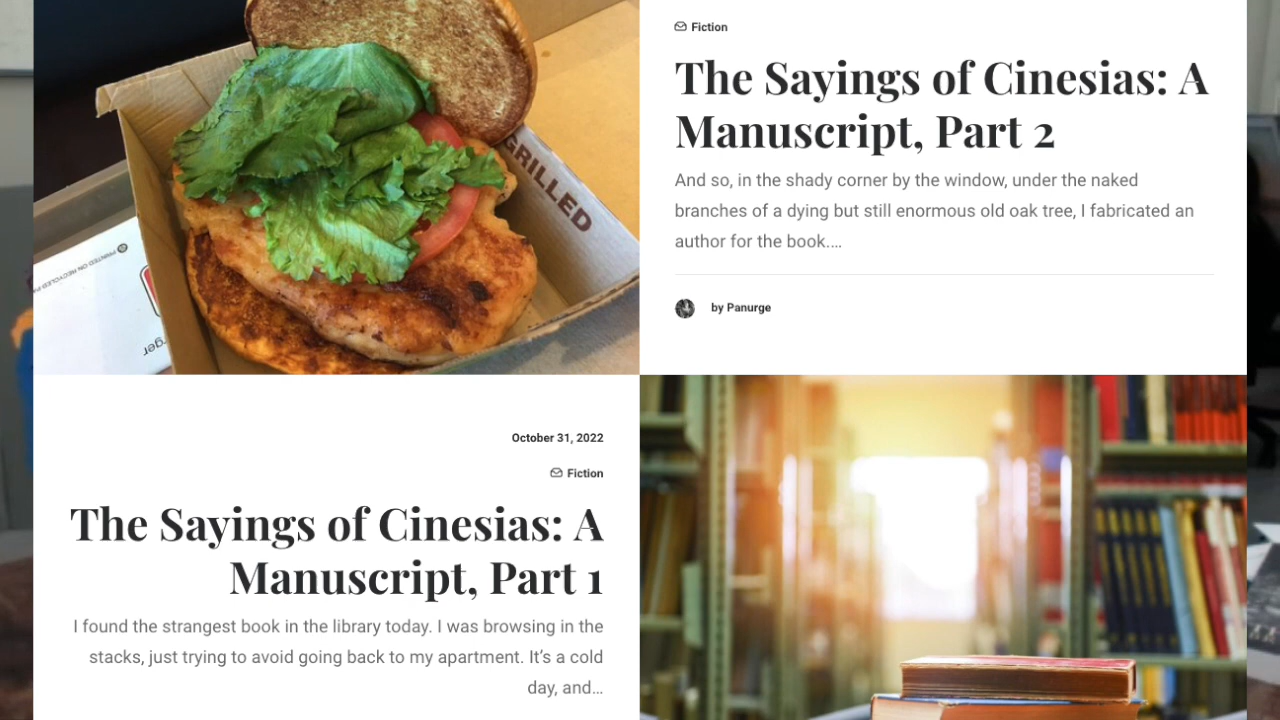 Fiction
The Sayings of Cinesias: A
Manuscript, Part 2
And so, in the shady corner by the window, under the naked
branches of a dying but still enormous old oak tree, I fabricated an
author for the book.…
by Panurge
GRILLED
PRINTED ON RECYCLED
October 31, 2022
Fiction
The Sayings of Cinesias: A
Manuscript, Part 1
I found the strangest book in the library today. I was browsing in the
stacks, just trying to avoid going back to my apartment. It’s a cold
day, and…